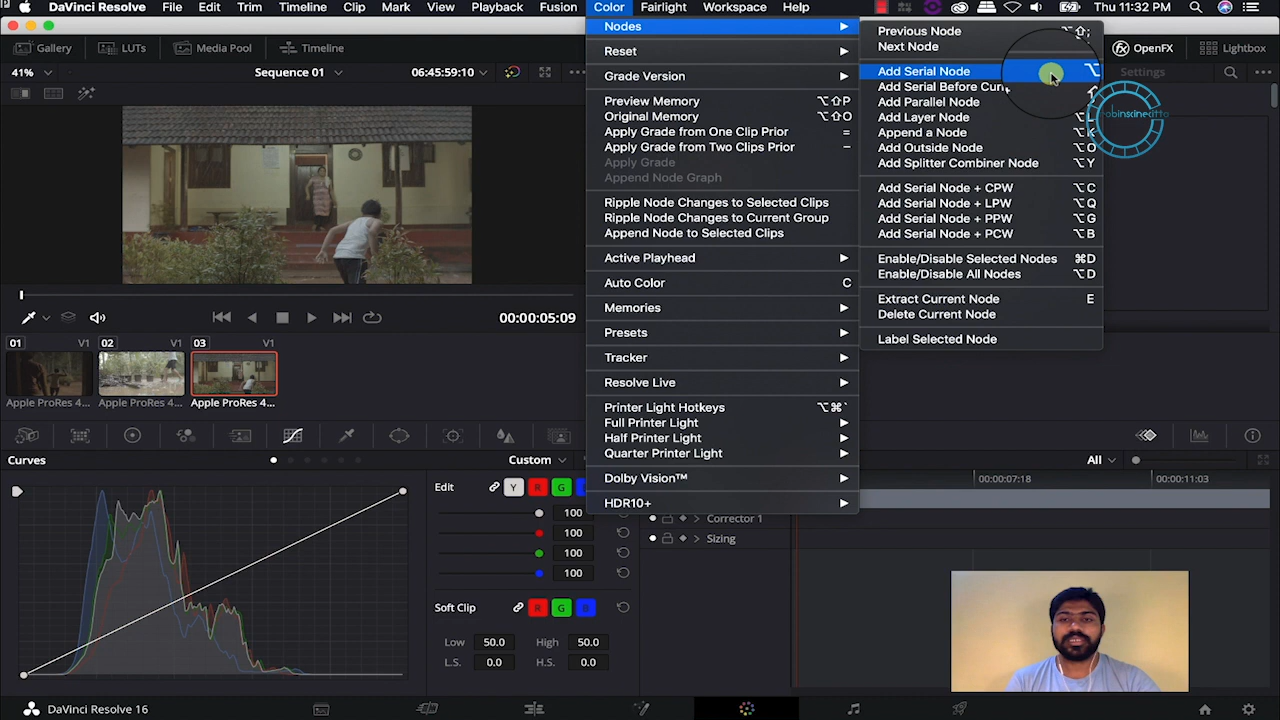 DaVinci Resolve File Edit Trim Timeline Clip Mark View Playback Fusion Color Fairlight Workspace Help Thu 11:32 PM
Gallery LUTs Media Pool Timeline
OpenFX Lightbox
41% Sequence 01 06:45:59:10
Settings
Nodes
Reset
Grade Version
Preview Memory ⌥⇧P
Original Memory ⌥⇧O
Apply Grade from One Clip Prior =
Apply Grade from Two Clips Prior –
Apply Grade
Append Node Graph
Ripple Node Changes to Selected Clips
Ripple Node Changes to Current Group
Append Node to Selected Clips
Active Playhead
Auto Color C
Memories
Presets
Tracker
Resolve Live
Printer Light Hotkeys ⌥⌘`
Full Printer Light
Half Printer Light
Quarter Printer Light
Dolby Vision™
HDR10+
Previous Node ⌥⇧;
Next Node
Add Serial Node ⌥
Add Serial Before Curr
Add Parallel Node
Add Layer Node ⌥L
Append a Node ⌥K
Add Outside Node ⌥O
Add Splitter Combiner Node ⌥Y
Add Serial Node + CPW ⌥C
Add Serial Node + LPW ⌥Q
Add Serial Node + PPW ⌥G
Add Serial Node + PCW ⌥B
Enable/Disable Selected Nodes ⌘D
Enable/Disable All Nodes ⌥D
Extract Current Node E
Delete Current Node
Label Selected Node
00:00:05:09
01 V1 02 V1 03 V1
Apple ProRes 4... Apple ProRes 4... Apple ProRes 4...
Curves Custom
All
Edit Y R G
100
100
100
100
Soft Clip R G B
Low 50.0 High 50.0
L.S. 0.0 H.S. 0.0
00:00:07:18 00:00:11:03
Corrector 1
Sizing
DaVinci Resolve 16